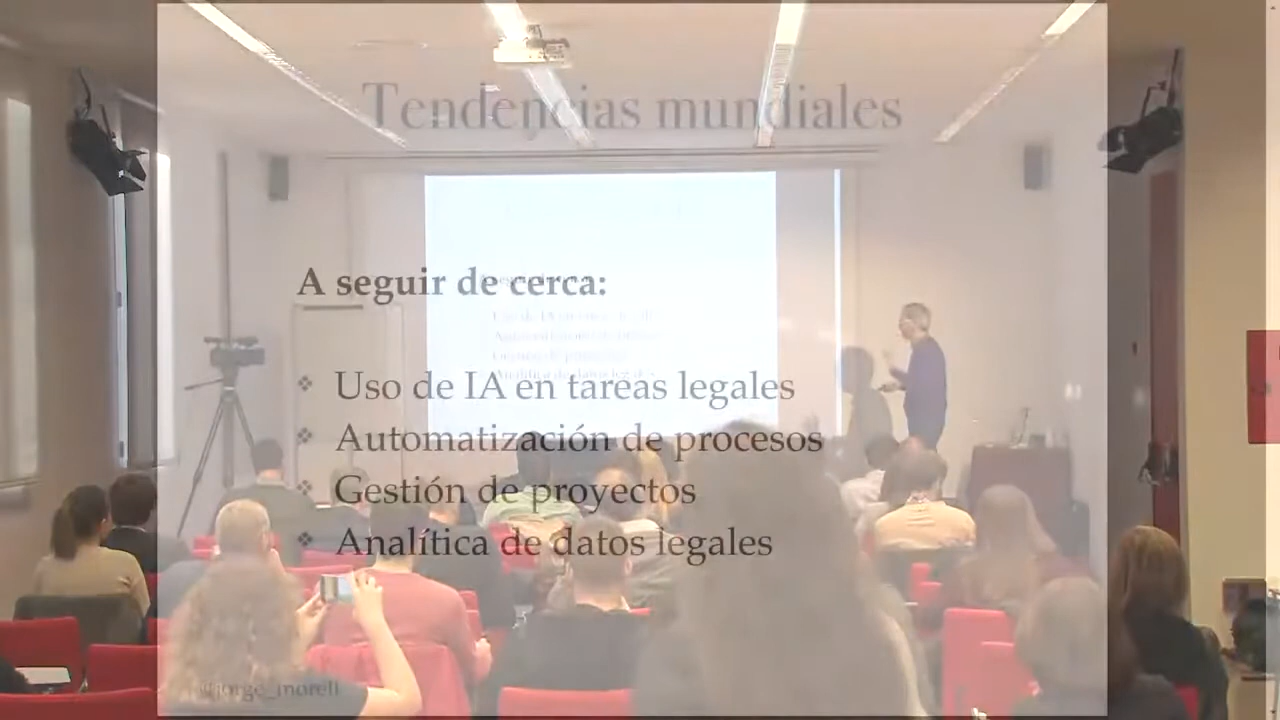 Tendencias mundiales
A seguir de cerca:
Uso de IA en tareas legales
Automatización de procesos
Gestión de proyectos
Analítica de datos legales
@jorge_morell